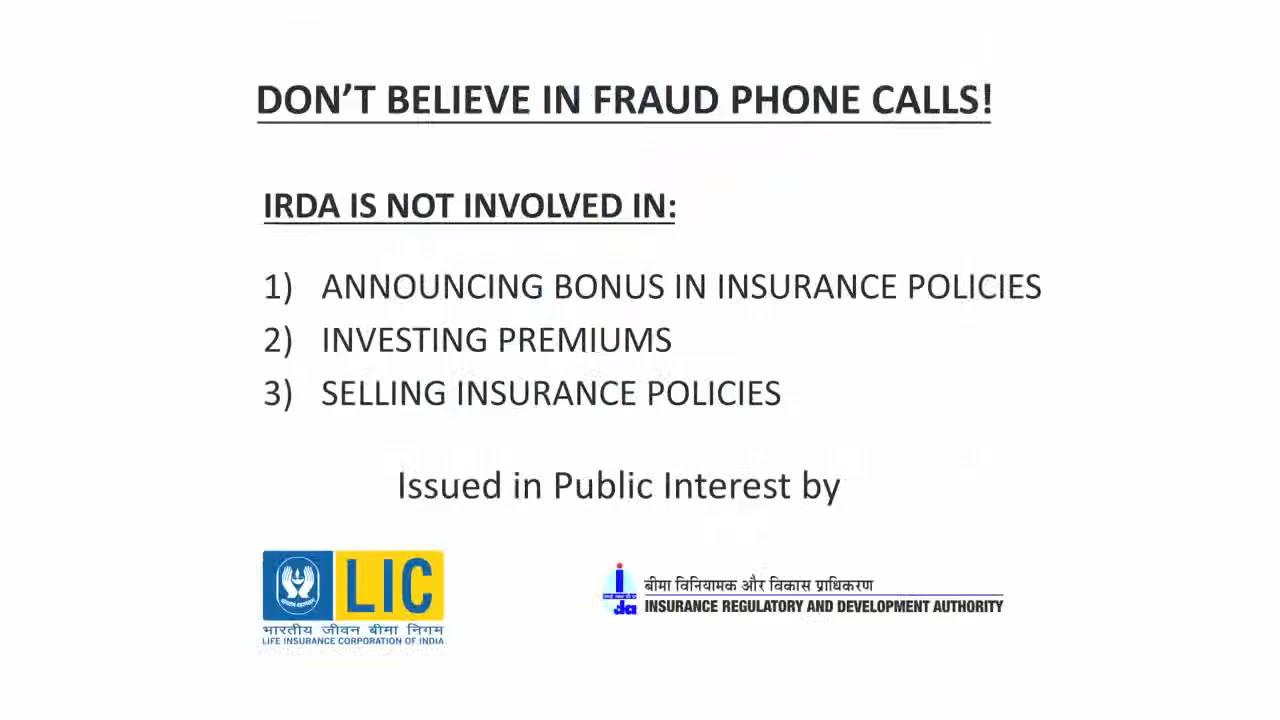 DON’T BELIEVE IN FRAUD PHONE CALLS!
IRDA IS NOT INVOLVED IN:
1) ANNOUNCING BONUS IN INSURANCE POLICIES
2) INVESTING PREMIUMS
3) SELLING INSURANCE POLICIES
Issued in Public Interest by
LIC
भारतीय जीवन बीमा निगम
LIFE INSURANCE CORPORATION OF INDIA
बीमा विनियामक और विकास प्राधिकरण
irda
INSURANCE REGULATORY AND DEVELOPMENT AUTHORITY